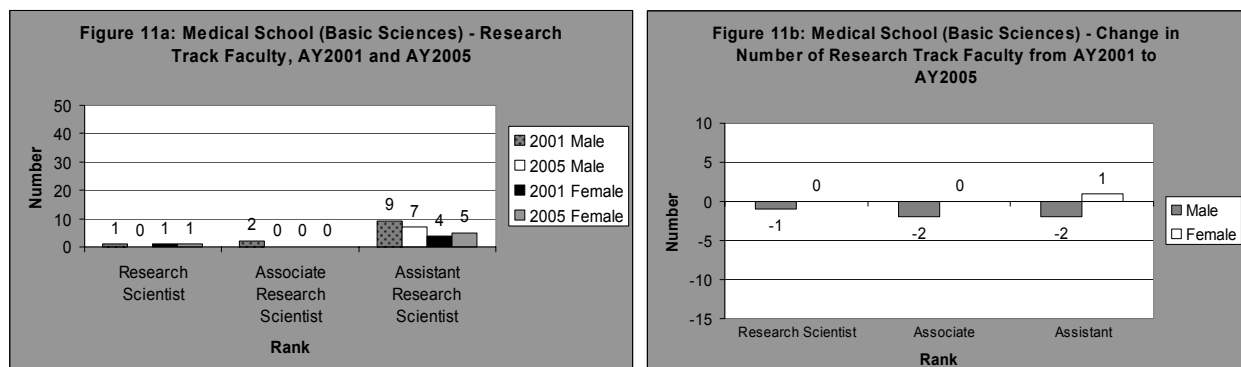 Figure 11a: Medical School (Basic Sciences) - Research
Track Faculty, AY2001 and AY2005
50
40
30
20
10
0
Number
1 0 1 1
2 0 0 0
9 7 4 5
Research
Scientist
Associate
Research
Scientist
Assistant
Research
Scientist
Rank
2001 Male
2005 Male
2001 Female
2005 Female
Figure 11b: Medical School (Basic Sciences) - Change in
Number of Research Track Faculty from AY2001 to
AY2005
10
5
0
-5
-10
-15
Number
0 0 1
-1 -2 -2
Research Scientist Associate Assistant
Rank
Male
Female